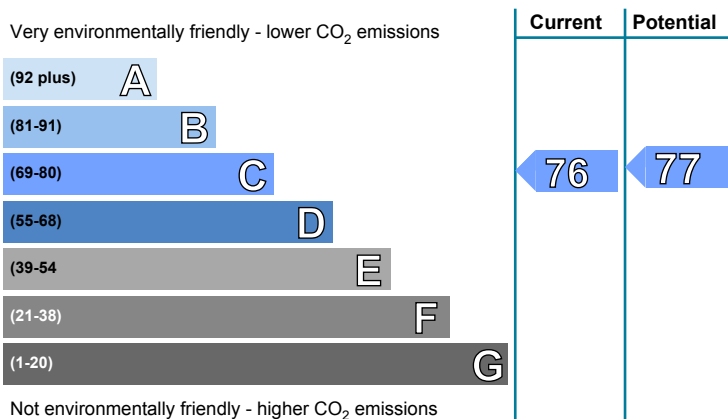 Current Potential
Very environmentally friendly - lower CO2 emissions
(92 plus) A
(81-91) B
(69-80) C 76 77
(55-68) D
(39-54 E
(21-38) F
(1-20) G
Not environmentally friendly - higher CO2 emissions